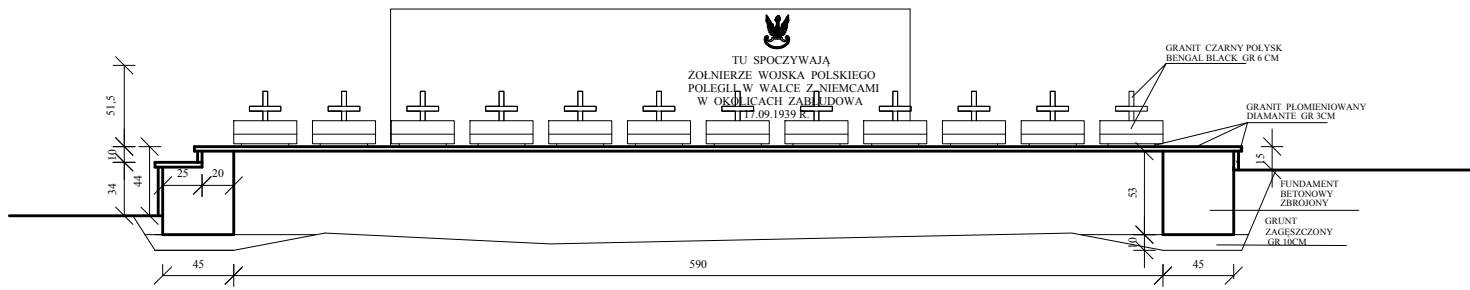 TU SPOCZYWAJĄ
ŻOŁNIERZE WOJSKA POLSKIEGO
POLEGLI W WALCE Z NIEMCAMI
W OKOLICACH ZABŁUDOWA
17.09.1939 R.
GRANIT CZARNY POŁYSK
BENGAL BLACK GR 6 CM
GRANIT PŁOMIENIOWANY
DIAMANTE GR 3CM
51,5
10
34
44
25
20
15
53
10
FUNDAMENT
BETONOWY
ZBROJONY
GRUNT
ZAGĘSZCZONY
GR 10CM
45
590
45